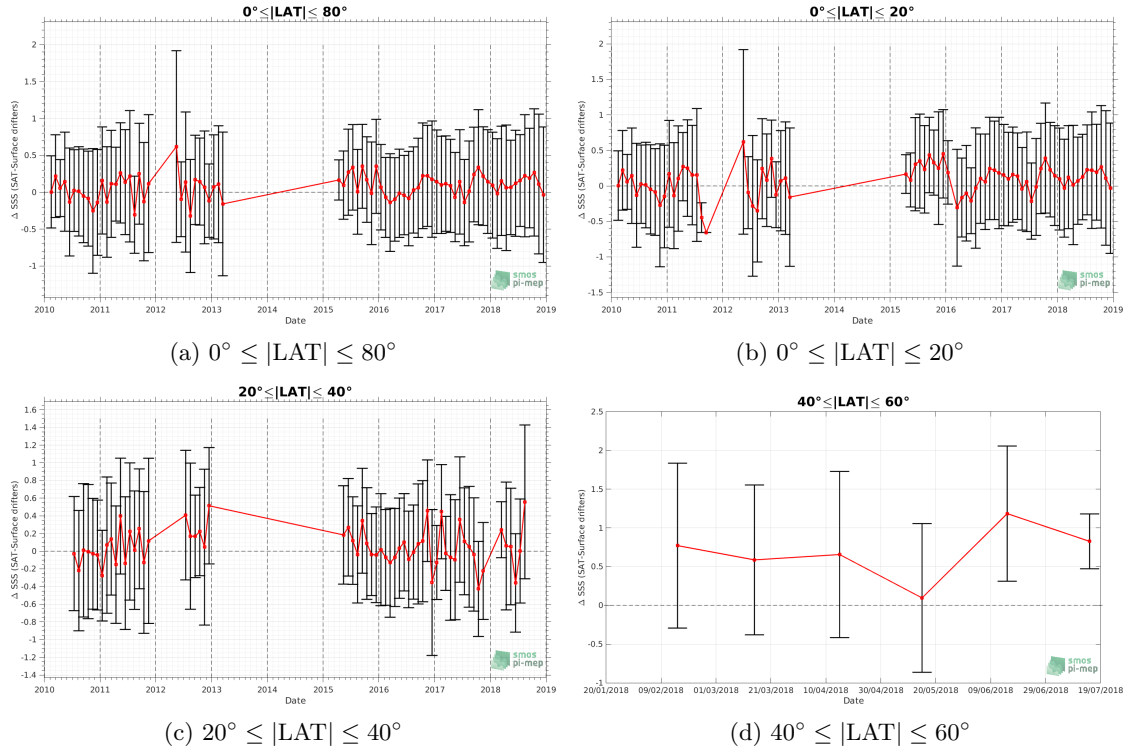 0°≤|LAT|≤ 80°
Δ SSS (SAT-Surface drifters)
2
1.5
1
0.5
0
-0.5
-1
2010 2011 2012 2013 2014 2015 2016 2017 2018 2019
Date
smos
pi-mep
(a) 0° ≤ |LAT| ≤ 80°
0°≤|LAT|≤ 20°
Δ SSS (SAT-Surface drifters)
2
1.5
1
0.5
0
-0.5
-1
-1.5
2010 2011 2012 2013 2014 2015 2016 2017 2018 2019
Date
smos
pi-mep
(b) 0° ≤ |LAT| ≤ 20°
20°≤|LAT|≤ 40°
Δ SSS (SAT-Surface drifters)
1.6
1.4
1.2
1
0.8
0.6
0.4
0.2
0
-0.2
-0.4
-0.6
-0.8
-1
-1.2
-1.4
2010 2011 2012 2013 2014 2015 2016 2017 2018 2019
Date
smos
pi-mep
(c) 20° ≤ |LAT| ≤ 40°
40°≤|LAT|≤ 60°
Δ SSS (SAT-Surface drifters)
2.5
2
1.5
1
0.5
0
-0.5
-1
20/01/2018 09/02/2018 01/03/2018 21/03/2018 10/04/2018 30/04/2018 20/05/2018 09/06/2018 29/06/2018 19/07/2018
Date
smos
pi-mep
(d) 40° ≤ |LAT| ≤ 60°